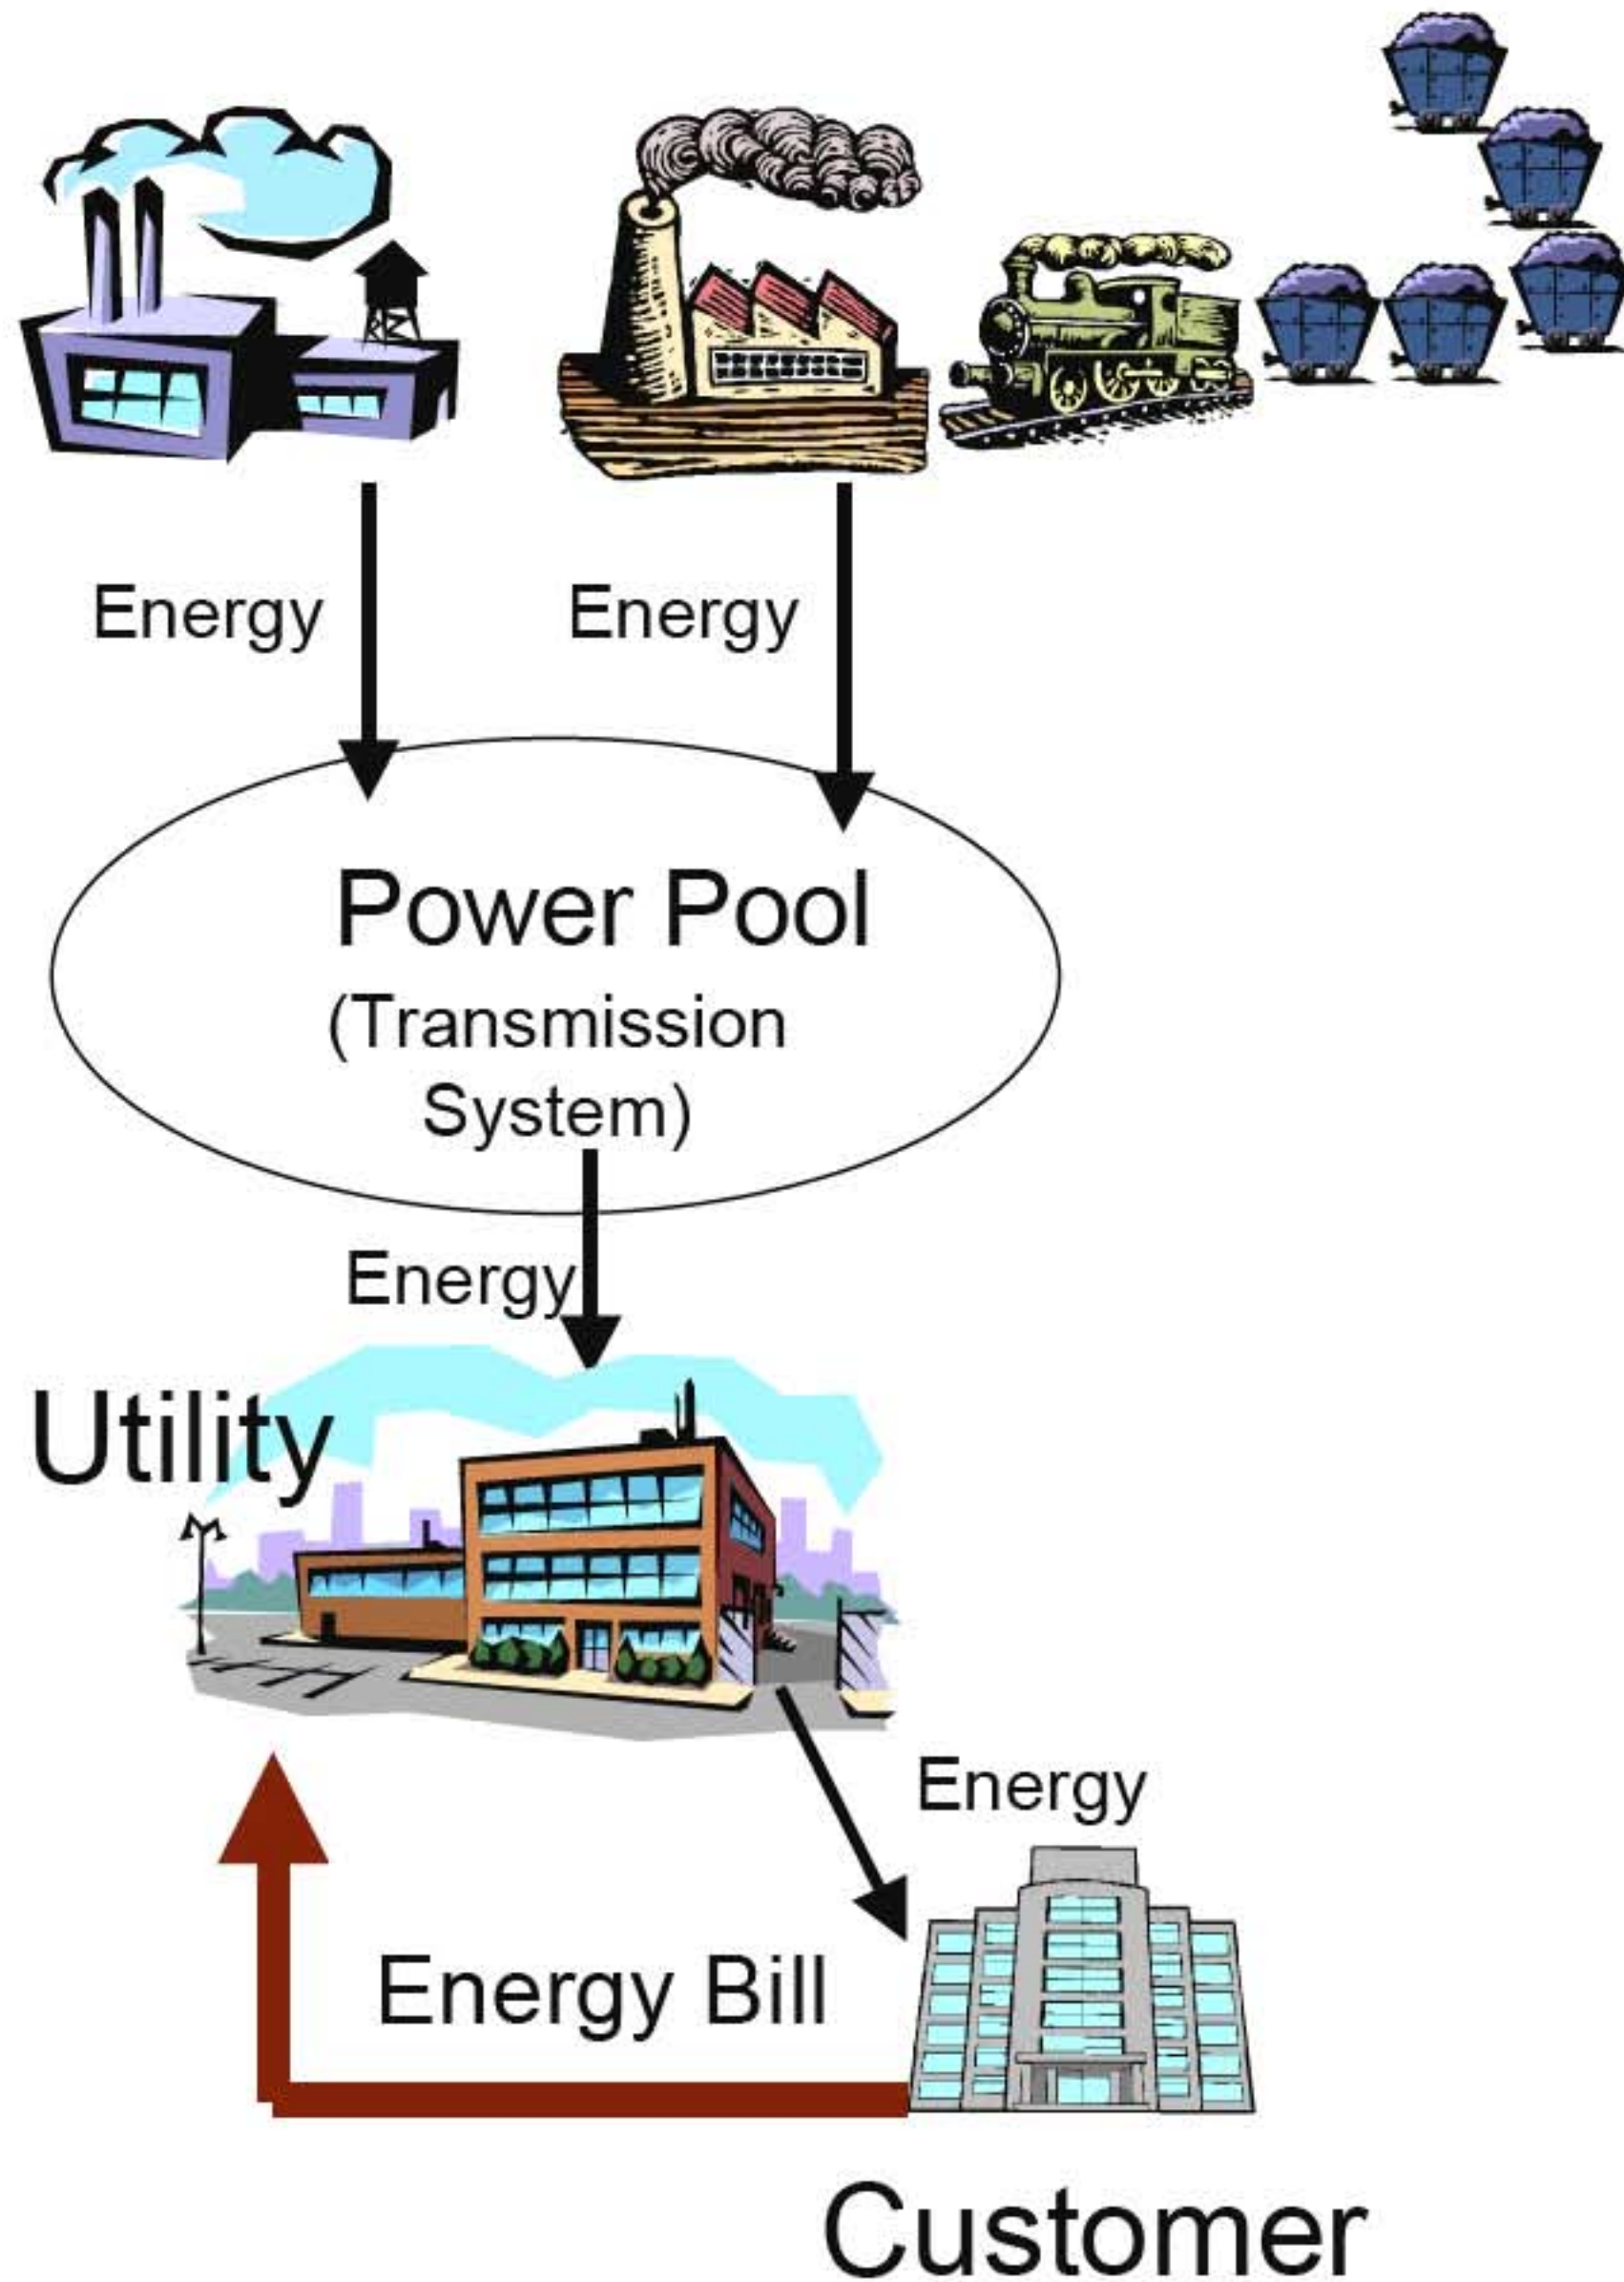 Energy
Energy
Power Pool
(Transmission
System)
Energy
Utility
Energy
Energy Bill
Customer